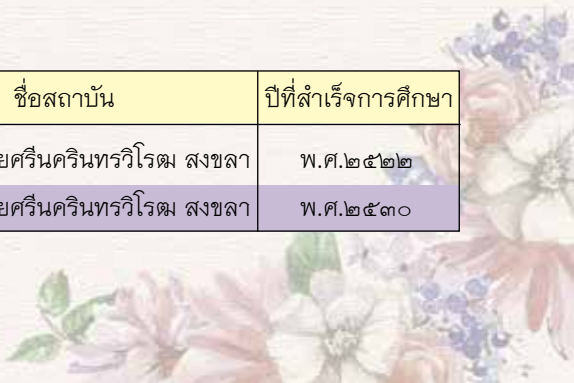 ชื่อสถาบัน ปีที่สำเร็จการศึกษา
ยศรีนครินทรวิโรฒ สงขลา พ.ศ.๒๕๒๒
ยศรีนครินทรวิโรฒ สงขลา พ.ศ.๒๕๓๐